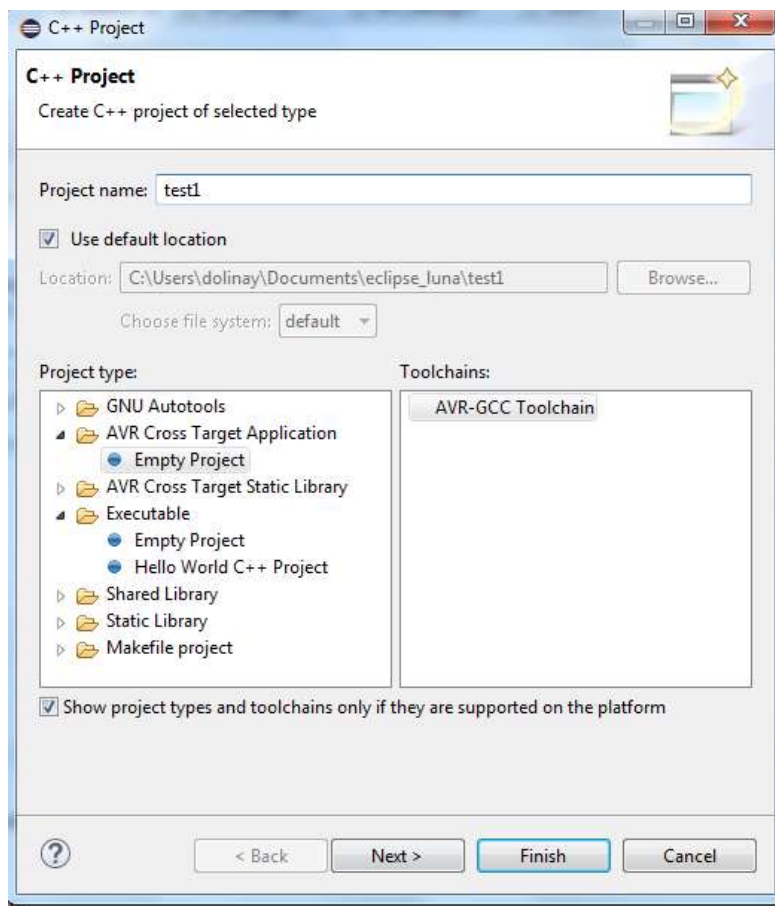 C++ Project
C++ Project
Create C++ project of selected type
Project name: test1
Use default location
Location: C:\Users\dolinay\Documents\eclipse_luna\test1 Browse...
Choose file system: default
Project type: Toolchains:
GNU Autotools AVR-GCC Toolchain
AVR Cross Target Application
Empty Project
AVR Cross Target Static Library
Executable
Empty Project
Hello World C++ Project
Shared Library
Static Library
Makefile project
Show project types and toolchains only if they are supported on the platform
? < Back Next > Finish Cancel